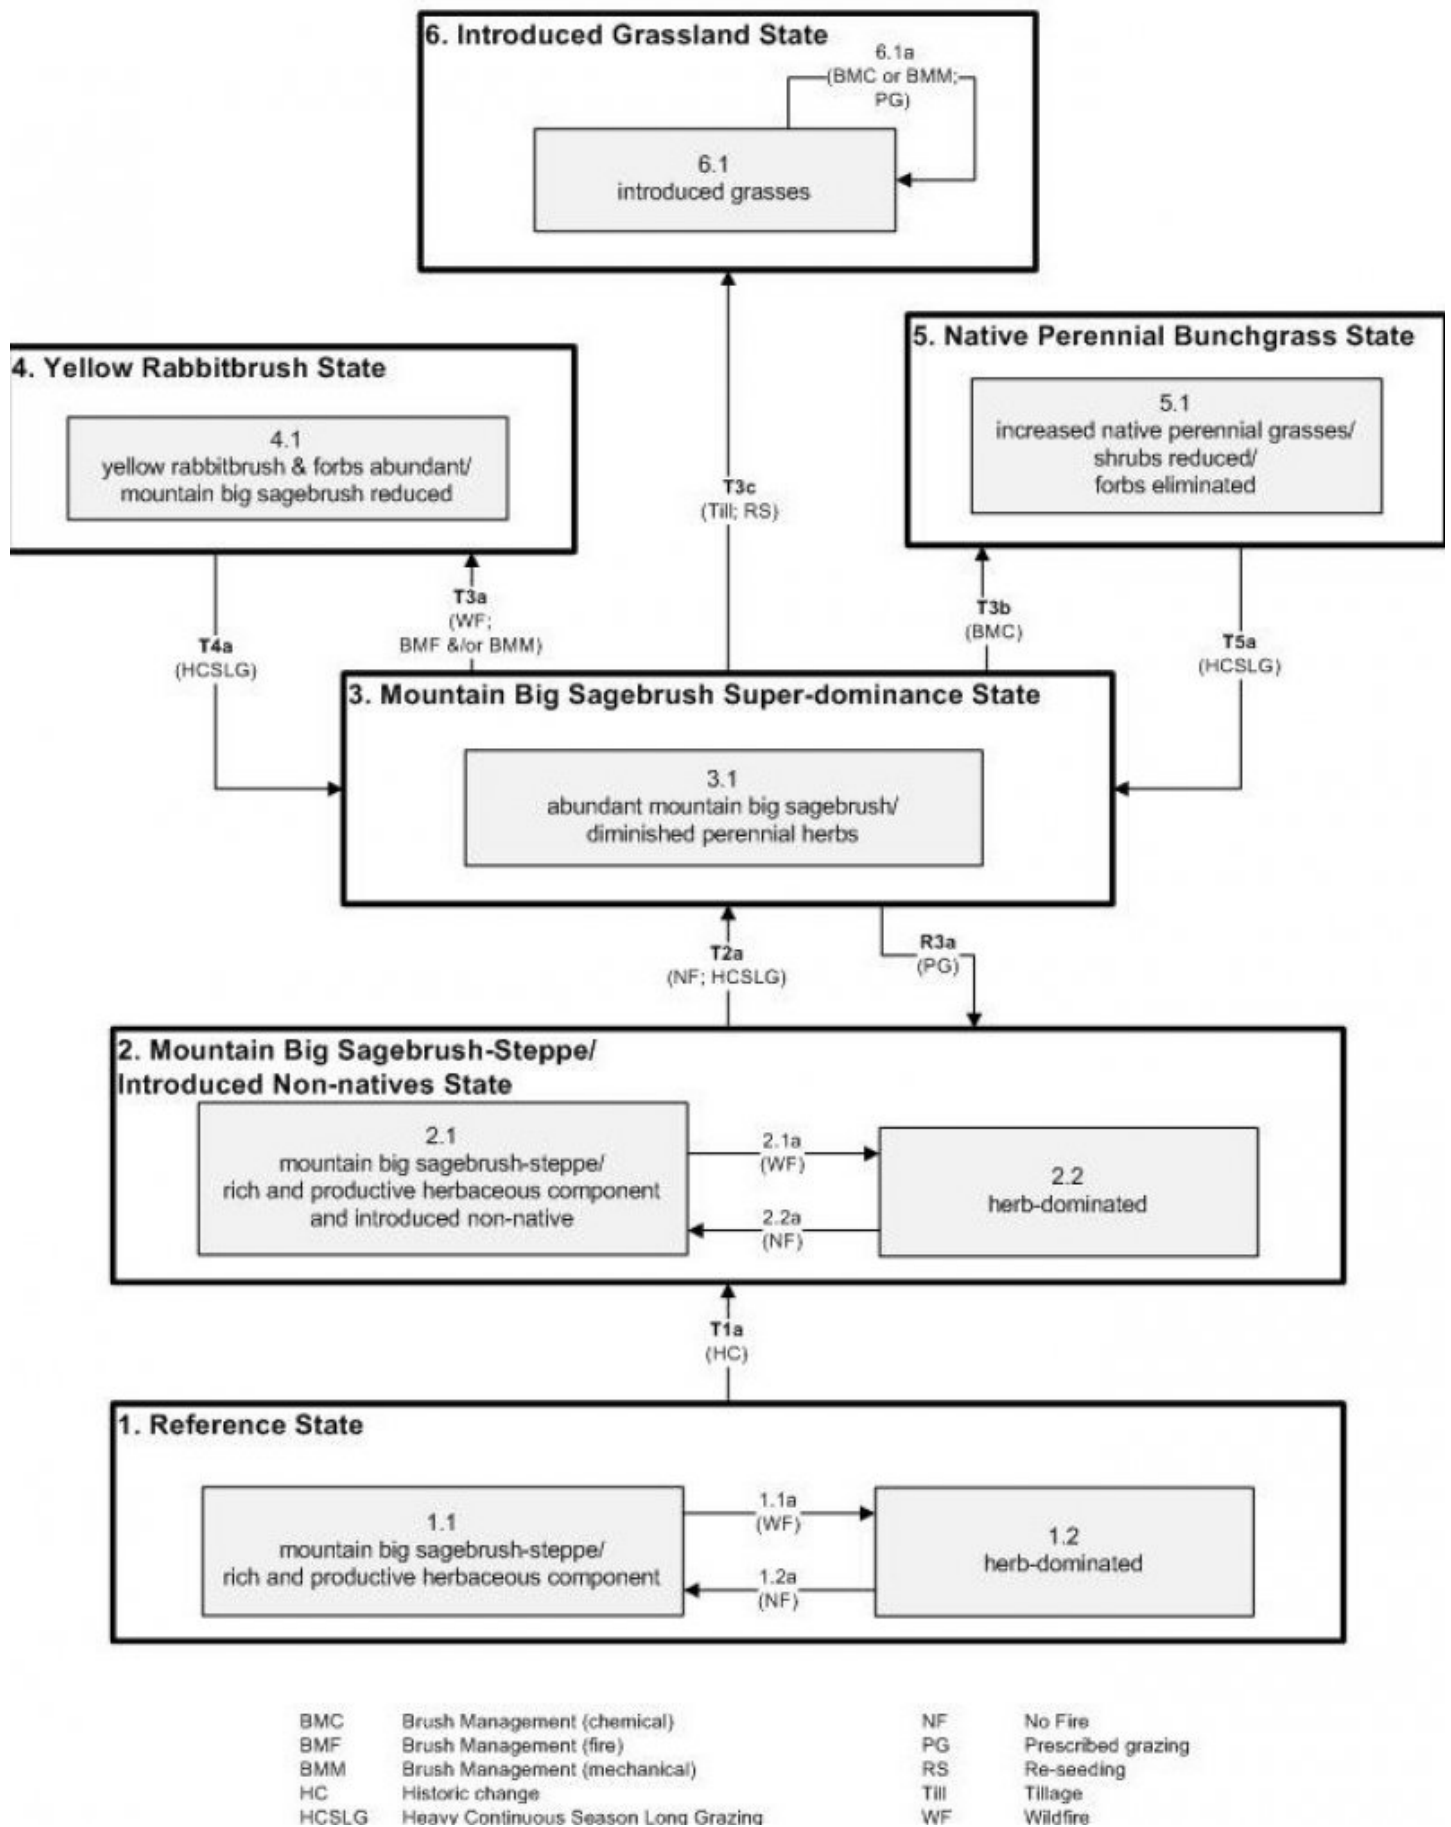 6. Introduced Grassland State
6.1a
(BMC or BMM;
PG)
6.1
introduced grasses
5. Native Perennial Bunchgrass State
5.1
increased native perennial grasses/
shrubs reduced/
forbs eliminated
4. Yellow Rabbitbrush State
4.1
yellow rabbitbrush & forbs abundant/
mountain big sagebrush reduced
T3c
(Till; RS)
T4a
(HCSLG)
T3a
(WF;
BMF &/or BMM)
T3b
(BMC)
T5a
(HCSLG)
3. Mountain Big Sagebrush Super-dominance State
3.1
abundant mountain big sagebrush/
diminished perennial herbs
T2a
(NF; HCSLG)
R3a
(PG)
2. Mountain Big Sagebrush-Steppe/
Introduced Non-natives State
2.1
mountain big sagebrush-steppe/
rich and productive herbaceous component
and introduced non-native
2.1a
(WF)
2.2a
(NF)
2.2
herb-dominated
T1a
(HC)
1. Reference State
1.1
mountain big sagebrush-steppe/
rich and productive herbaceous component
1.1a
(WF)
1.2a
(NF)
1.2
herb-dominated
BMC Brush Management (chemical)
BMF Brush Management (fire)
BMM Brush Management (mechanical)
HC Historic change
HCSLG Heavy Continuous Season Long Grazing
NF No Fire
PG Prescribed grazing
RS Re-seeding
Till Tillage
WF Wildfire